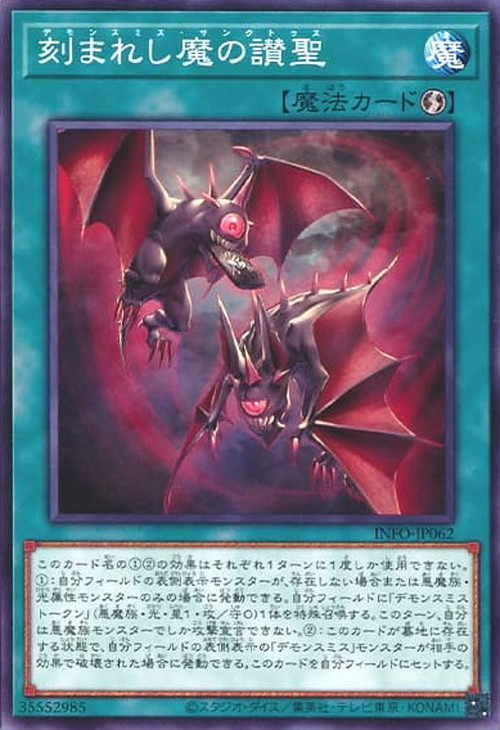 デモンスミス・サンクトゥス
刻まれし魔の讃聖
魔
【魔法カード】
INFO-JP062
このカード名の①②の効果はそれぞれ1ターンに1度しか使用できない。
①：自分フィールドの表側表示モンスターが、存在しない場合または悪魔族・
光属性モンスターのみの場合に発動できる。自分フィールドに「デモンスミス
トークン」(悪魔族・光・星1・攻／守0)1体を特殊召喚する。このターン、自分
は悪魔族モンスターでしか攻撃宣言できない。②：このカードが墓地に存在
する状態で、自分フィールドの表側表示の「デモンスミス」モンスターが相手の
効果で破壊された場合に発動できる。このカードを自分フィールドにセットする。
35552985
©スタジオ・ダイス／集英社・テレビ東京・KONAMI